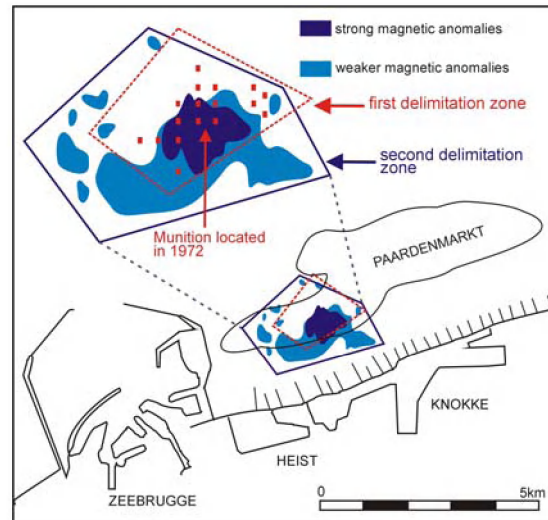 strong magnetic anomalies
weaker magnetic anomalies
first delimitation zone
second delimitation
zone
Munition located
in 1972
PAARDENMARKT
KNOKKE
HEIST
ZEEBRUGGE
0
5km